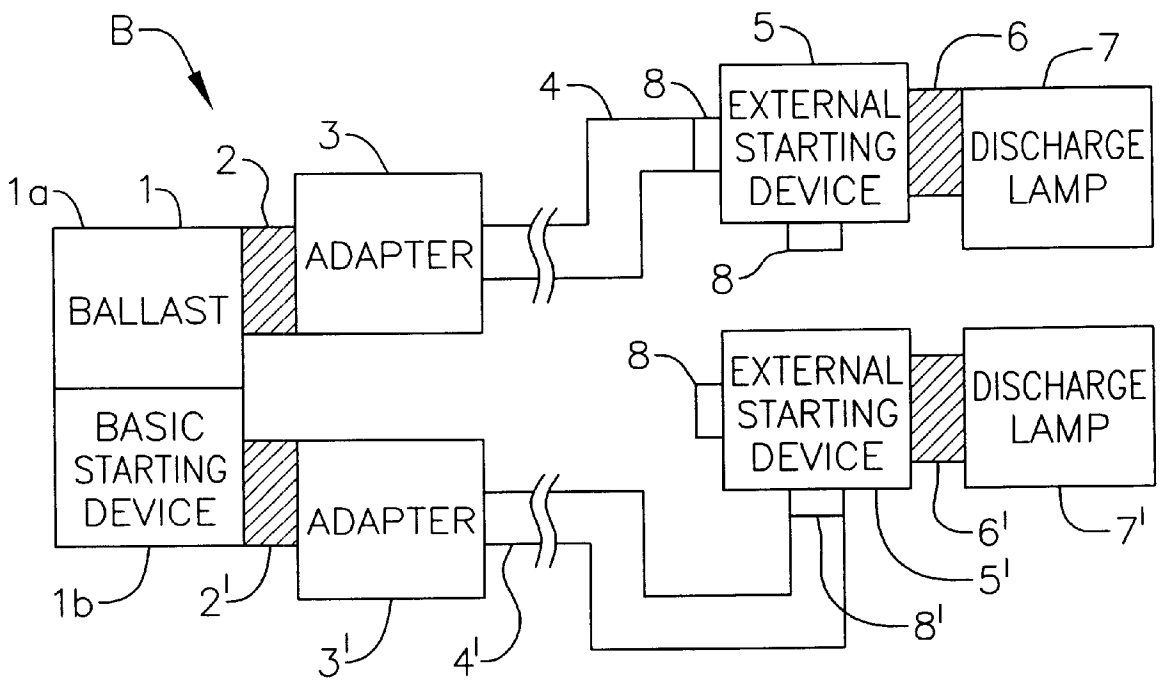 B
5
6
7
4
8
3
2
1
1a
EXTERNAL
STARTING
DEVICE
DISCHARGE
LAMP
ADAPTER
BALLAST
8
8
EXTERNAL
STARTING
DEVICE
DISCHARGE
LAMP
BASIC
STARTING
DEVICE
ADAPTER
6'
7'
5'
8'
1b
2'
3'
4'